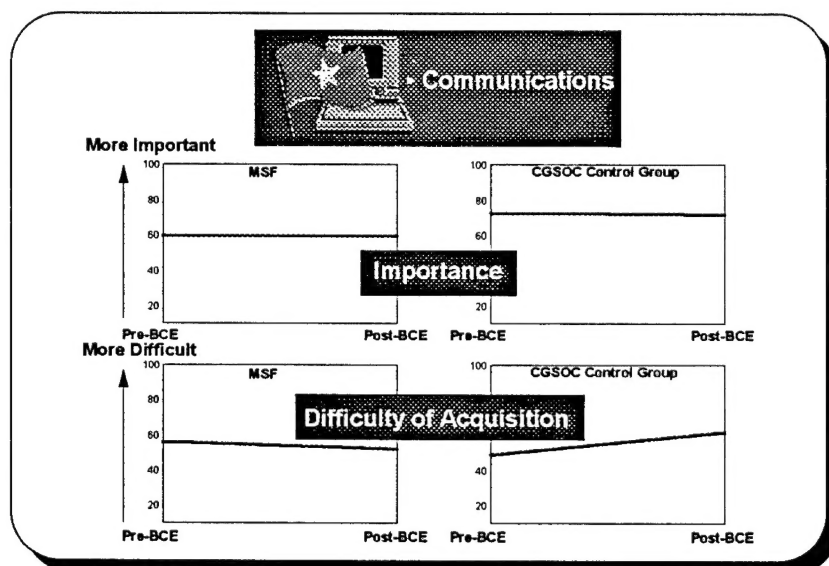 Communications
More Important
MSF
100
80
60
40
20
Pre-BCE Post-BCE
CGSOC Control Group
100
80
60
40
20
Pre-BCE Post-BCE
Importance
More Difficult
MSF
100
80
60
40
20
Pre-BCE Post-BCE
CGSOC Control Group
100
40
20
Pre-BCE Post-BCE
Difficulty of Acquisition